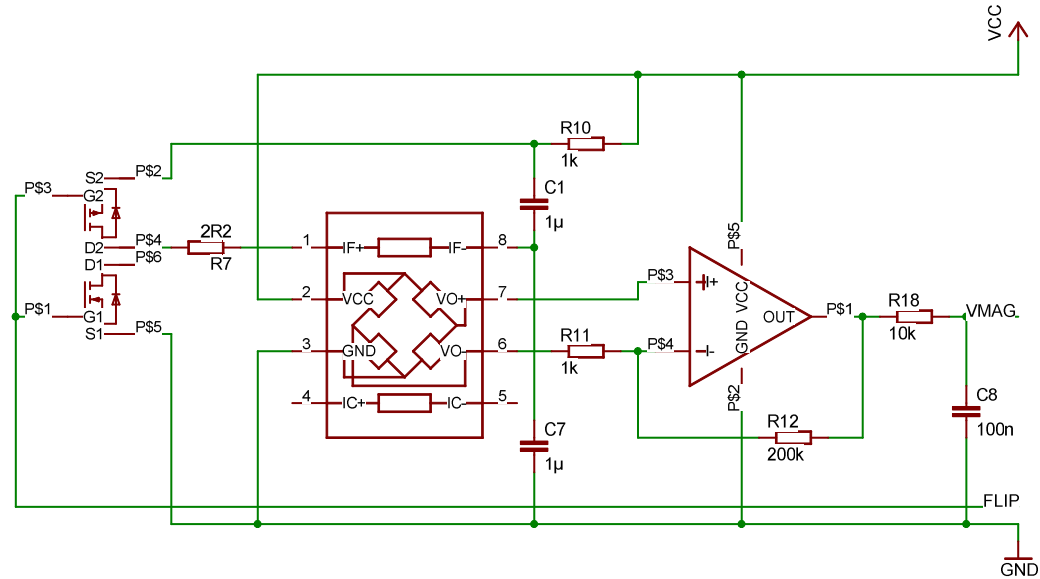 VCC
R10
1k
S2
P$2
P$3
G2
C1
1µ
2R2
R7
D2
P$4
D1
P$6
1
IF+
IF-
8
2
VCC
VO+
7
P$3
I+
VCC
P$5
P$1
G1
S1
P$5
3
GND
VO-
6
R11
1k
P$4
I-
GND
P$2
OUT
P$1
R18
10k
VMAG
4
IC+
IC-
5
C7
1µ
R12
200k
C8
100n
FLIP
GND